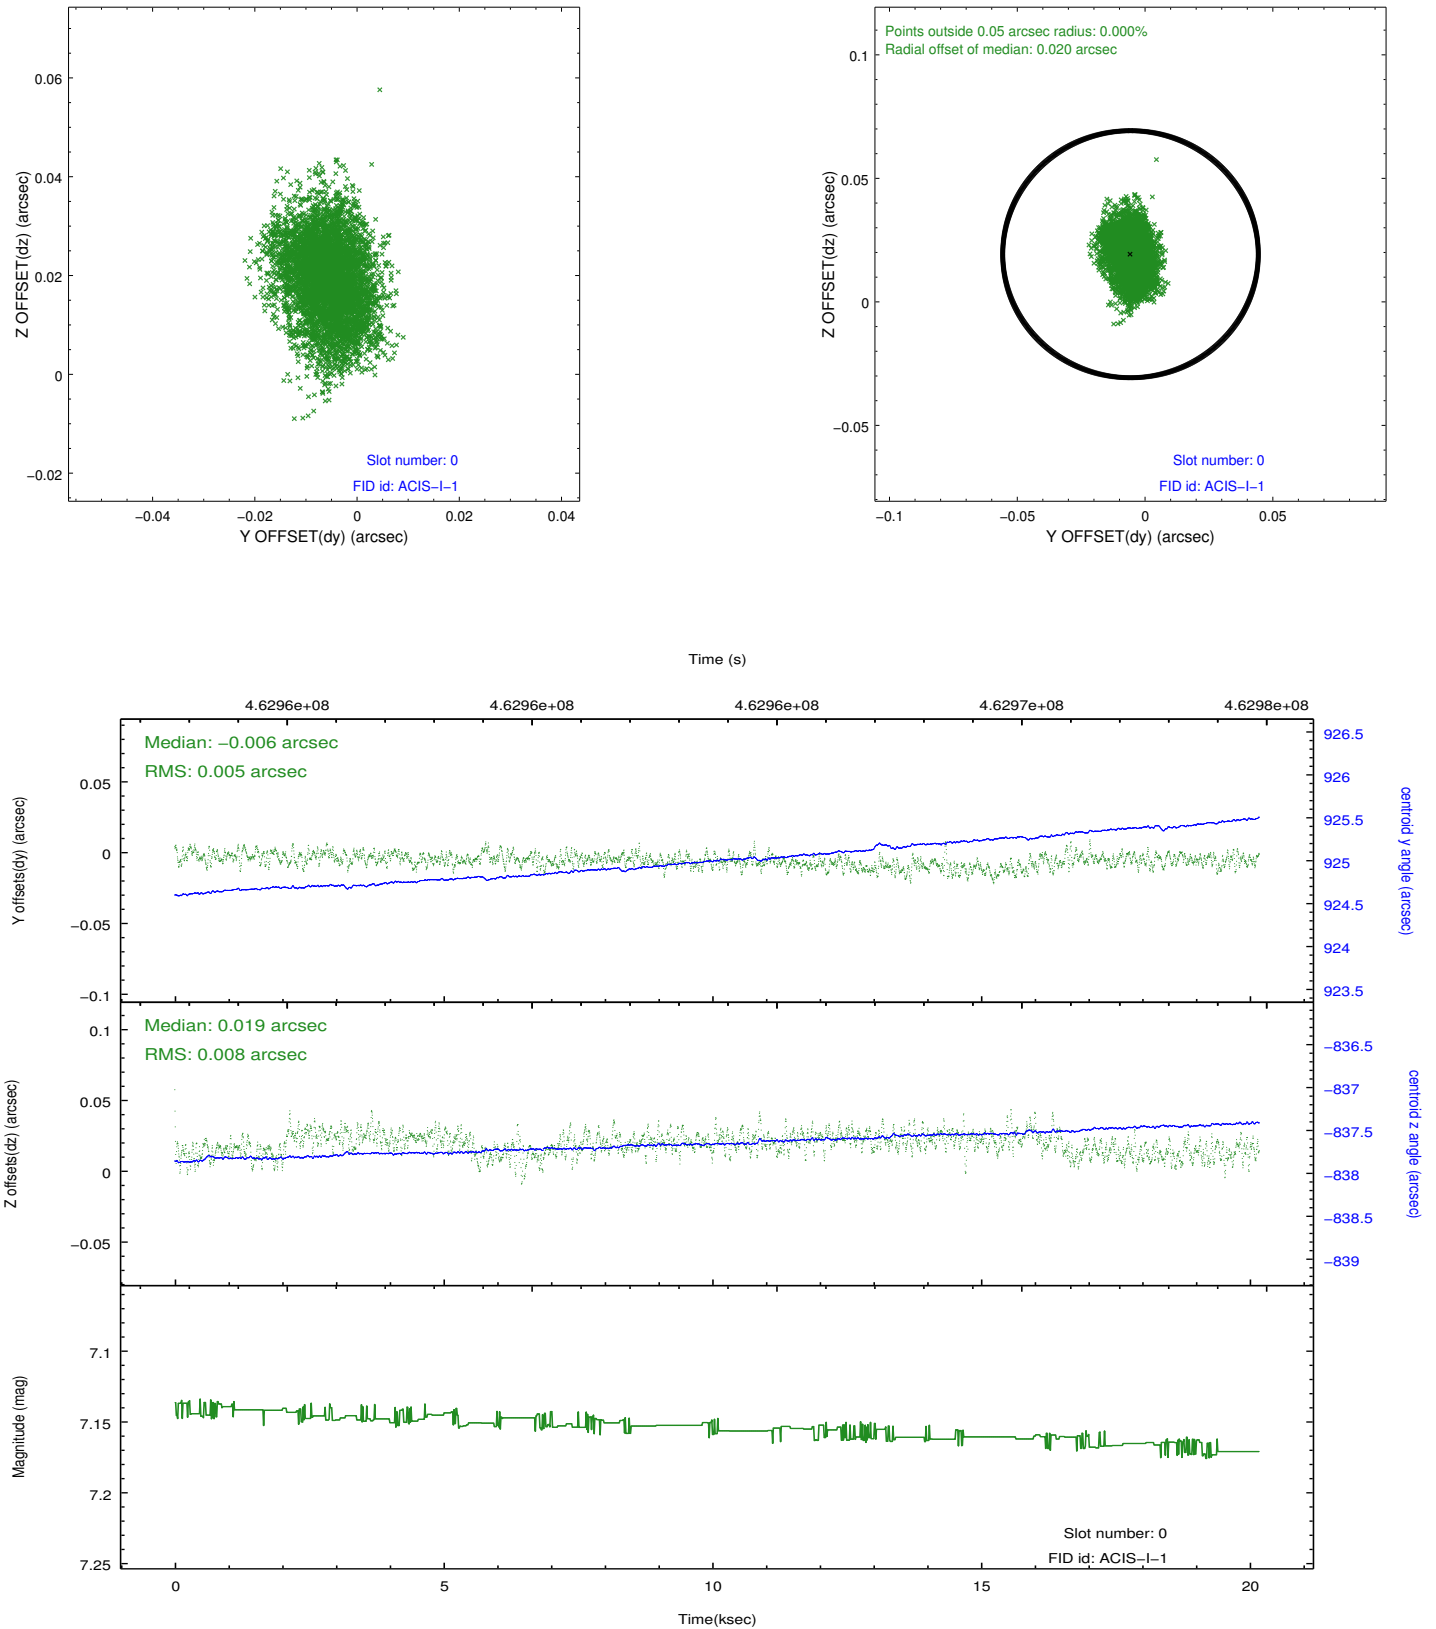 0.06
0.04
0.02
0
−0.02
−0.04
−0.02
0
0.02
0.04
Z OFFSET(dz) (arcsec)
Y OFFSET(dy) (arcsec)
Slot number: 0
FID id: ACIS−I−1
Points outside 0.05 arcsec radius: 0.000%
Radial offset of median: 0.020 arcsec
0.1
0.05
0
−0.05
−0.1
−0.05
0
0.05
Z OFFSET(dz) (arcsec)
Y OFFSET(dy) (arcsec)
Slot number: 0
FID id: ACIS−I−1
Time (s)
4.6296e+08
4.6296e+08
4.6296e+08
4.6297e+08
4.6298e+08
Median: −0.006 arcsec
RMS: 0.005 arcsec
0.05
0
−0.05
−0.1
Y offsets(dy) (arcsec)
926.5
926
925.5
925
924.5
924
923.5
centroid y angle (arcsec)
Median: 0.019 arcsec
RMS: 0.008 arcsec
0.1
0.05
0
−0.05
Z offsets(dz) (arcsec)
−836.5
−837
−837.5
−838
−838.5
−839
centroid z angle (arcsec)
7.1
7.15
7.2
7.25
Magnitude (mag)
Slot number: 0
FID id: ACIS−I−1
0
5
10
15
20
Time(ksec)